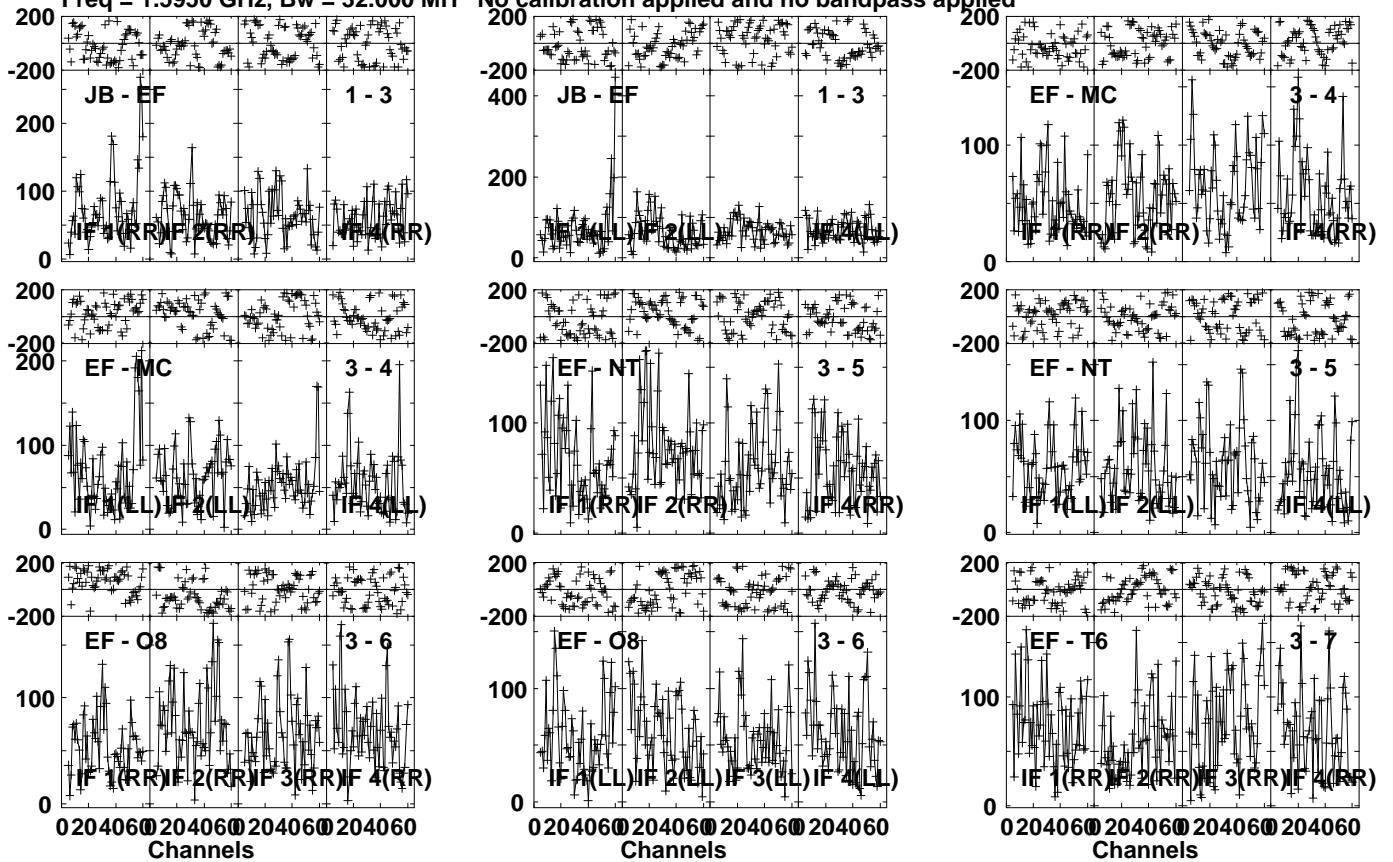 Freq = 1.5950 GHz, Bw = 32.000 MH No calibration applied and no bandpass applied
200
-200
JB - EF 1 - 3
200
100
0
IF 1(RR) IF 2(RR) IF 4(RR)
JB - EF 1 - 3
400
200
0
IF 1(LL) IF 2(LL) IF 4(LL)
200
-200
EF - MC 3 - 4
100
0
IF 1(RR) IF 2(RR) IF 4(RR)
200
-200
200
EF - MC 3 - 4
100
0
IF 1(LL) IF 2(LL) IF 4(LL)
200
-200
EF - NT 3 - 5
100
0
IF 1(RR) IF 2(RR) IF 4(RR)
200
-200
EF - NT 3 - 5
100
0
IF 1(LL) IF 2(LL) IF 4(LL)
200
-200
EF - O8 3 - 6
100
0
IF 1(RR) IF 2(RR) IF 3(RR) IF 4(RR)
0 20 40 60 0 20 40 60 0 20 40 60 0 20 40 60
Channels
200
-200
EF - O8 3 - 6
100
0
IF 1(LL) IF 2(LL) IF 3(LL) IF 4(LL)
0 20 40 60 0 20 40 60 0 20 40 60 0 20 40 60
Channels
200
-200
EF - T6 3 - 7
100
0
IF 1(RR) IF 2(RR) IF 3(RR) IF 4(RR)
0 20 40 60 0 20 40 60 0 20 40 60 0 20 40 60
Channels